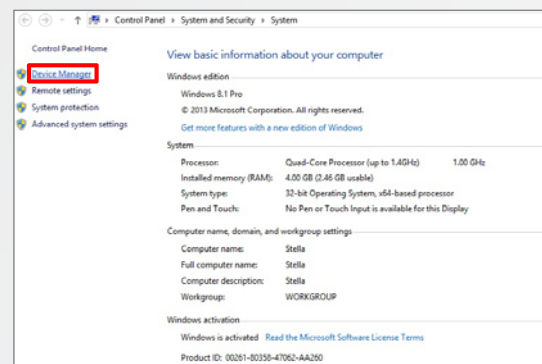 Control Panel ▸ System and Security ▸ System
Control Panel Home
Device Manager
Remote settings
System protection
Advanced system settings
View basic information about your computer
Windows edition
Windows 8.1 Pro
© 2013 Microsoft Corporation. All rights reserved.
Get more features with a new edition of Windows
System
Processor: Quad-Core Processor (up to 1.4GHz) 1.00 GHz
Installed memory (RAM): 4.00 GB (2.46 GB usable)
System type: 32-bit Operating System, x64-based processor
Pen and Touch: No Pen or Touch Input is available for this Display
Computer name, domain, and workgroup settings
Computer name: Stella
Full computer name: Stella
Computer description: Stella
Workgroup: WORKGROUP
Windows activation
Windows is activated Read the Microsoft Software License Terms
Product ID: 00261-80358-47062-AA260